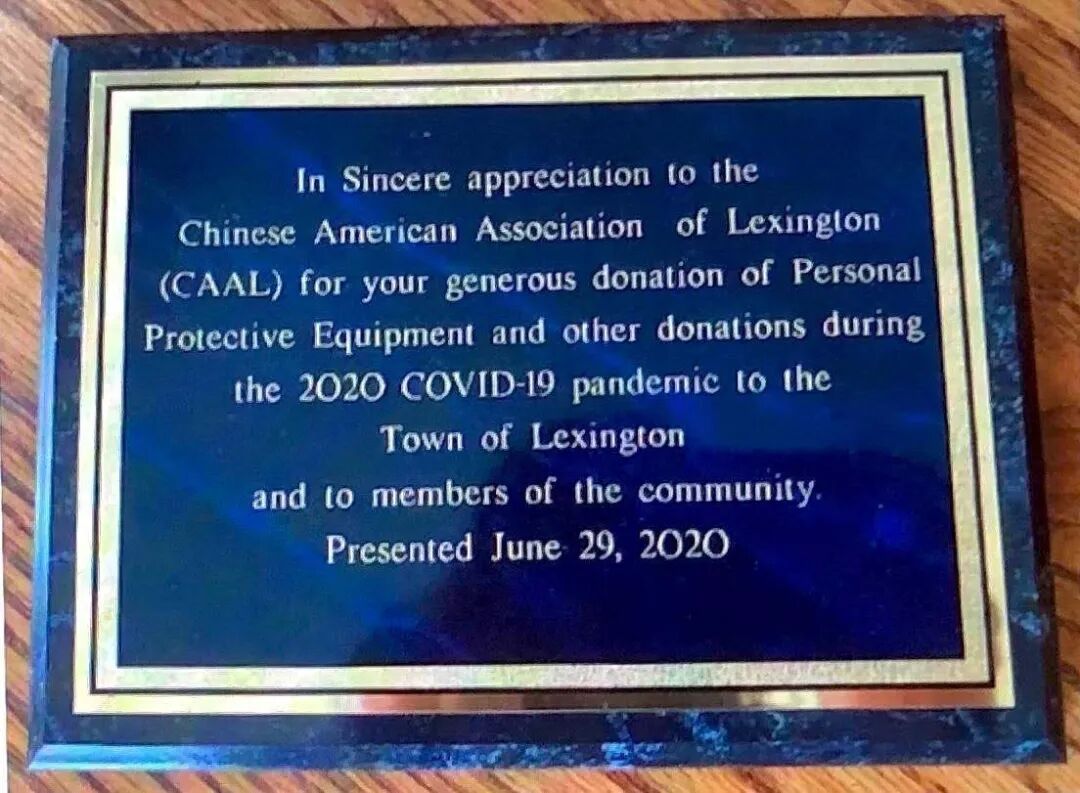 In Sincere appreciation to the
Chinese American Association of Lexington
(CAAL) for your generous donation of Personal
Protective Equipment and other donations during
the 2020 COVID-19 pandemic to the
Town of Lexington
and to members of the community.
Presented June 29, 2020